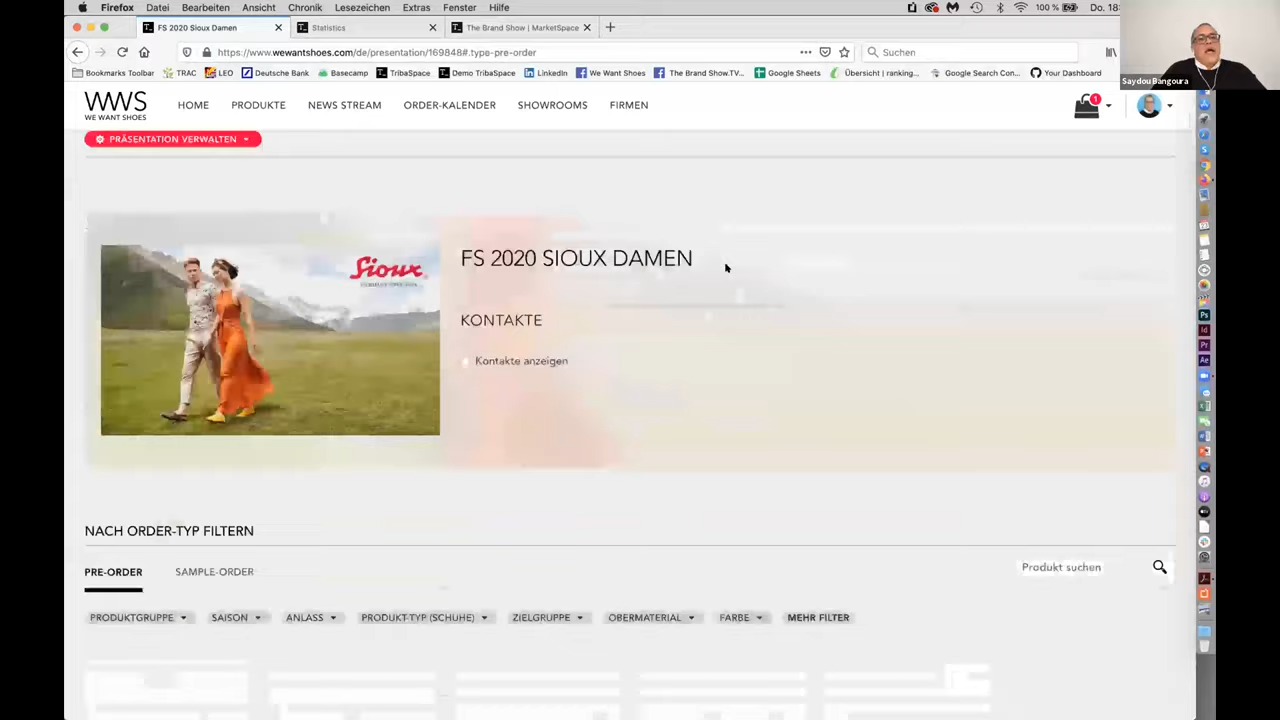 Firefox Datei Bearbeiten Ansicht Chronik Lesezeichen Extras Fenster Hilfe 100 % Do. 18
FS 2020 Sioux Damen Statistics The Brand Show | MarketSpace
https://www.wewantshoes.com/de/presentation/169848#.type-pre-order Suchen
Bookmarks Toolbar TRAC LEO Deutsche Bank Basecamp TribaSpace Demo TribaSpace LinkedIn We Want Shoes The Brand Show.TV... Google Sheets Übersicht | ranking... Google Search Con... Your Dashboard
Saydou Bangoura
WWS
WE WANT SHOES
HOME PRODUKTE NEWS STREAM ORDER-KALENDER SHOWROOMS FIRMEN 1
PRÄSENTATION VERWALTEN
Sioux
FS 2020 SIOUX DAMEN
KONTAKTE
Kontakte anzeigen
NACH ORDER-TYP FILTERN
PRE-ORDER SAMPLE-ORDER Produkt suchen
PRODUKTGRUPPE SAISON ANLASS PRODUKT-TYP (SCHUHE) ZIELGRUPPE OBERMATERIAL FARBE MEHR FILTER